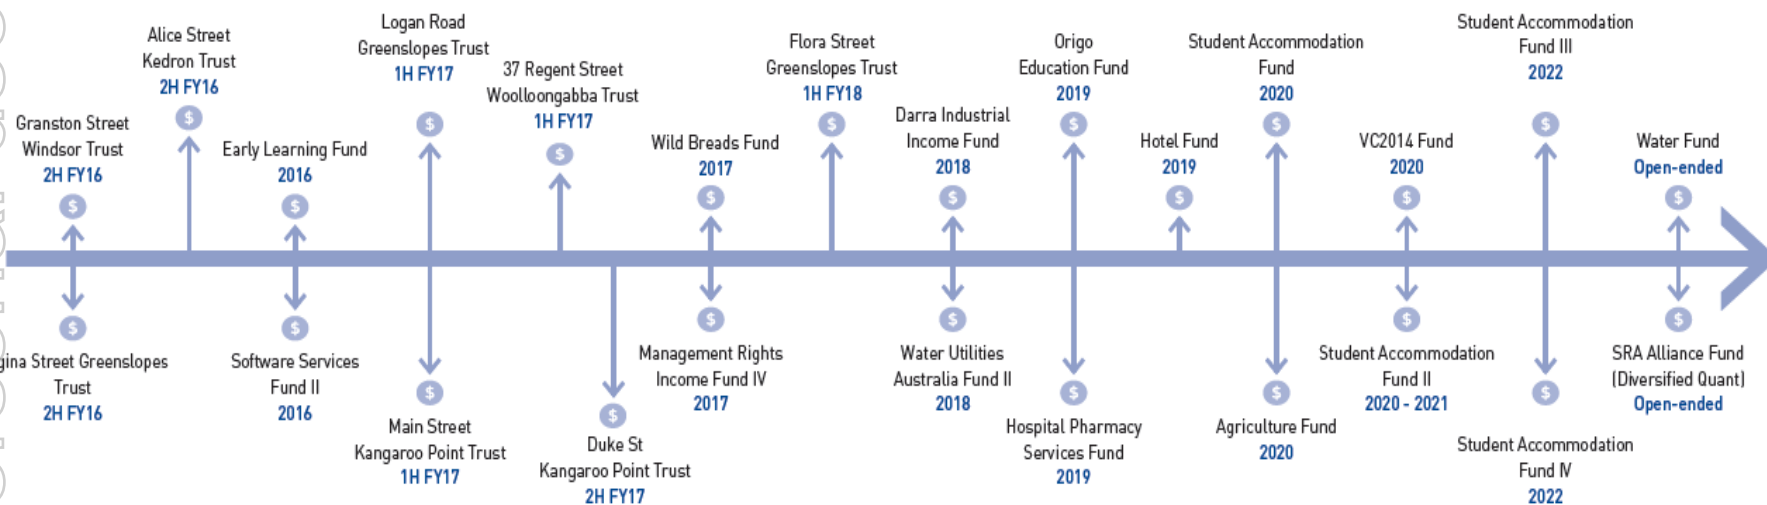 Granston Street
Windsor Trust
2H FY16
Alice Street
Kedron Trust
2H FY16
Early Learning Fund
2016
Logan Road
Greenslopes Trust
1H FY17
37 Regent Street
Woolloongabba Trust
1H FY17
Wild Breads Fund
2017
Flora Street
Greenslopes Trust
1H FY18
Darra Industrial
Income Fund
2018
Origo
Education Fund
2019
Hotel Fund
2019
Student Accommodation
Fund
2020
VC2014 Fund
2020
Student Accommodation
Fund III
2022
Water Fund
Open-ended
Street Greenslopes
Trust
2H FY16
Software Services
Fund II
2016
Main Street
Kangaroo Point Trust
1H FY17
Duke St
Kangaroo Point Trust
2H FY17
Management Rights
Income Fund IV
2017
Water Utilities
Australia Fund II
2018
Hospital Pharmacy
Services Fund
2019
Agriculture Fund
2020
Student Accommodation
Fund II
2020 - 2021
Student Accommodation
Fund IV
2022
SRA Alliance Fund
(Diversified Quant)
Open-ended